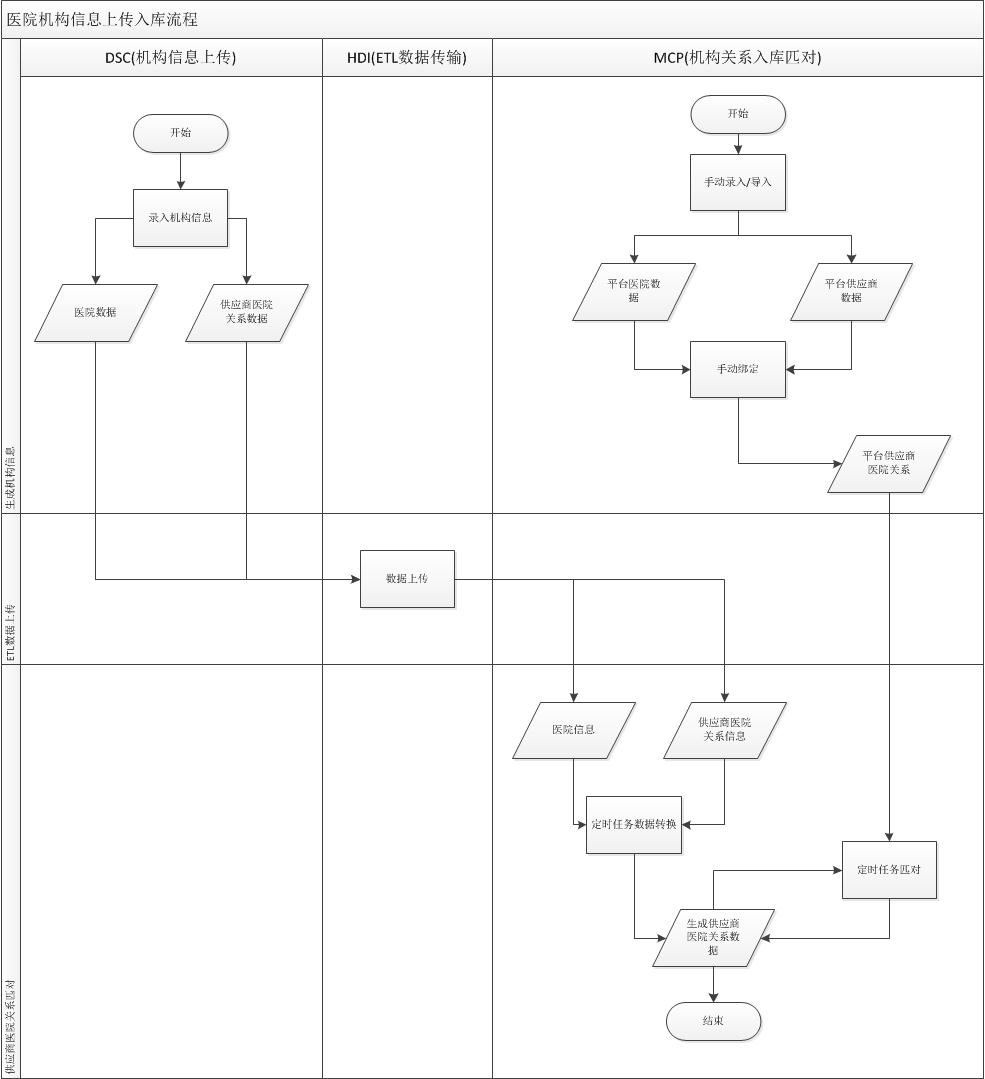 医院机构信息上传入库流程
DSC(机构信息上传)
HDI(ETL数据传输)
MCP(机构关系入库匹对)
生成机构信息
开始
录入机构信息
医院数据
供应商医院
关系数据
开始
手动录入/导入
平台医院数
据
平台供应商
数据
手动绑定
平台供应商
医院关系
ETL数据上传
数据上传
供应商医院关系匹对
医院信息
供应商医院
关系信息
定时任务数据转换
定时任务匹对
生成供应商
医院关系数
据
结束